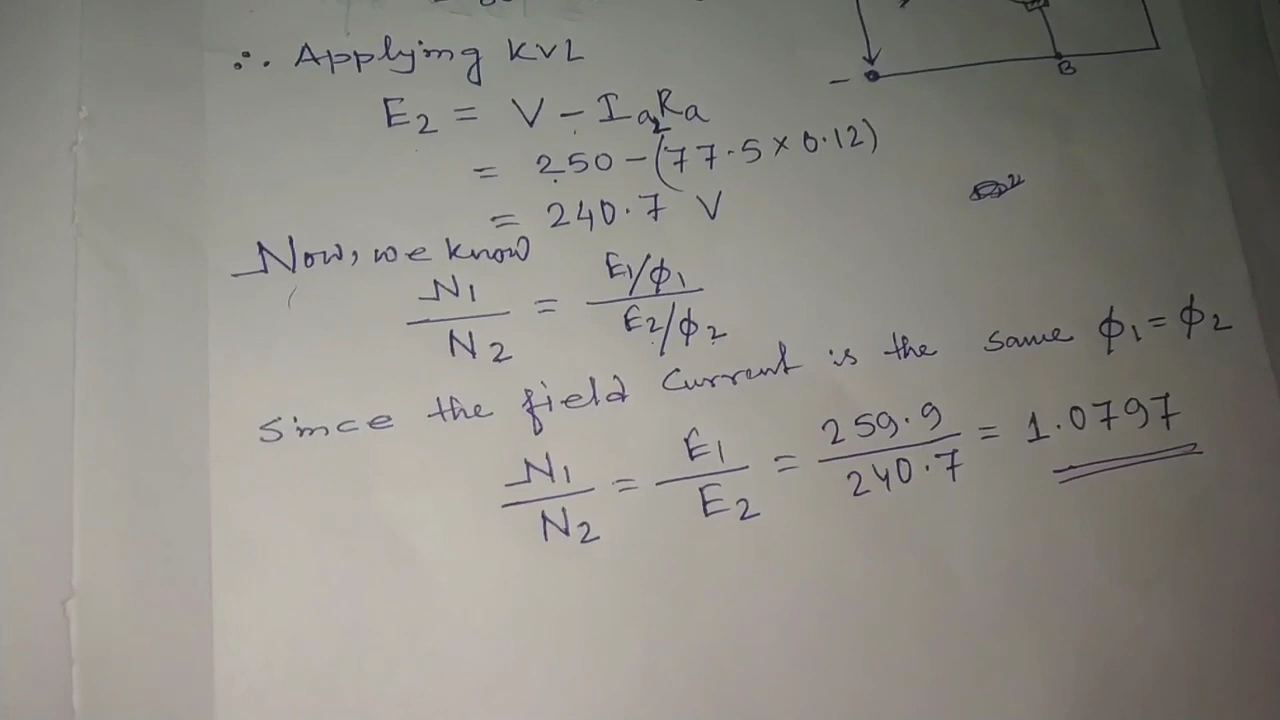 ∴ Applying KVL
- B
E2 = V - Ia2Ra
= 250 - (77.5 × 0.12)
= 240.7 V
Now, we know
N1/N2 = (E1/ϕ1)/(E2/ϕ2)
Since the field current is the same ϕ1 = ϕ2
N1/N2 = E1/E2 = 259.9/240.7 = 1.0797